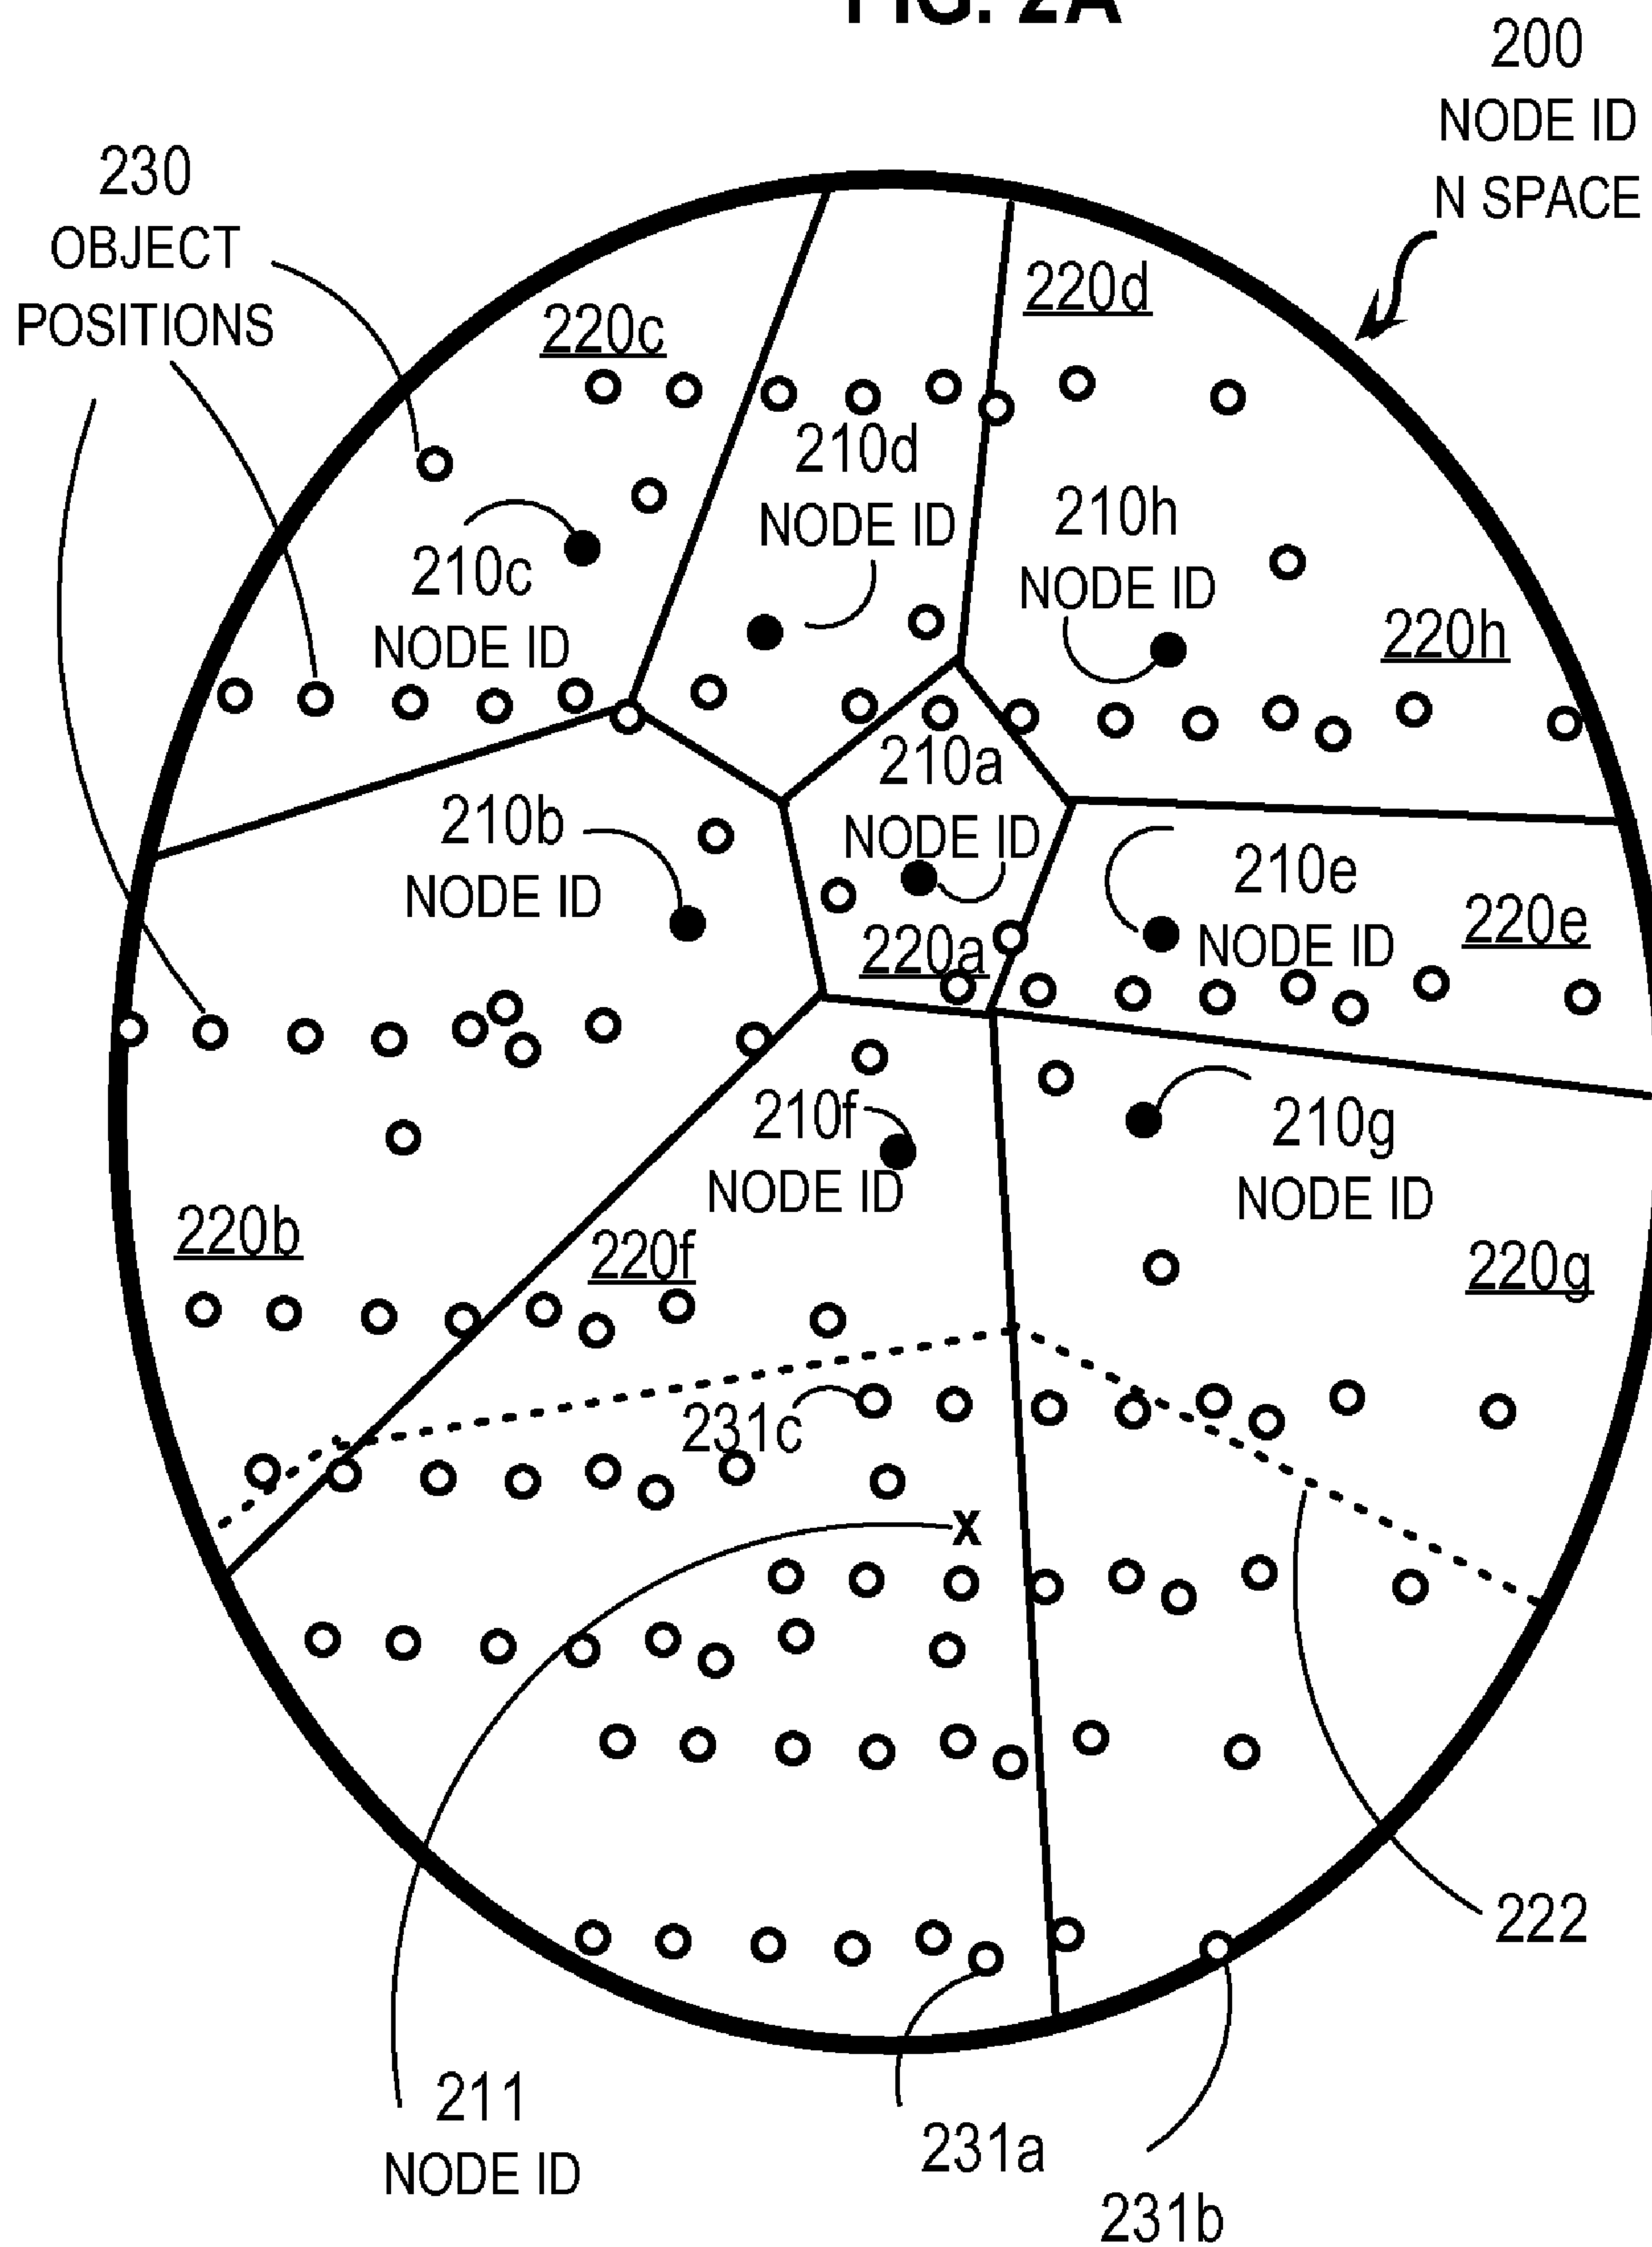 FIG. 2A
200
NODE ID
N SPACE
230
OBJECT
POSITIONS
220d
220c
210d
NODE ID
210h
NODE ID
210c
NODE ID
220h
210a
NODE ID
210b
NODE ID
210e
NODE ID
220e
220a
210f
NODE ID
210g
NODE ID
220b
220f
220g
231c
x
222
211
NODE ID
231a
231b